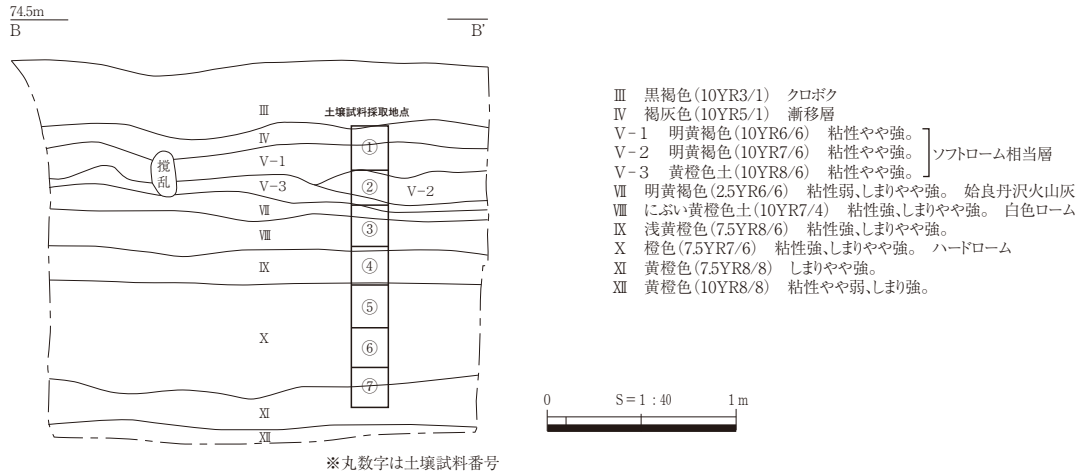 74.5m
B B'
土壌試料採取地点
Ⅲ
Ⅳ
①
Ⅴ-1
撹乱
Ⅴ-3
②
Ⅴ-2
Ⅶ
③
Ⅷ
④
Ⅸ
⑤
Ⅹ
⑥
⑦
Ⅺ
Ⅻ
※丸数字は土壌試料番号
Ⅲ 黒褐色(10YR3/1) クロボク
Ⅳ 褐灰色(10YR5/1) 漸移層
Ⅴ-1 明黄褐色(10YR6/6) 粘性やや強。
Ⅴ-2 明黄褐色(10YR7/6) 粘性やや強。 ソフトローム相当層
Ⅴ-3 黄橙色土(10YR8/6) 粘性やや強。
Ⅶ 明黄褐色(2.5YR6/6) 粘性弱、しまりやや強。 姶良丹沢火山灰
Ⅷ にぶい黄橙色土(10YR7/4) 粘性強、しまりやや強。 白色ローム
Ⅸ 浅黄橙色(7.5YR8/6) 粘性強、しまりやや強。
Ⅹ 橙色(7.5YR7/6) 粘性強、しまりやや強。 ハードローム
Ⅺ 黄橙色(7.5YR8/8) しまりやや強。
Ⅻ 黄橙色(10YR8/8) 粘性やや弱、しまり強。
0 S=1:40 1m